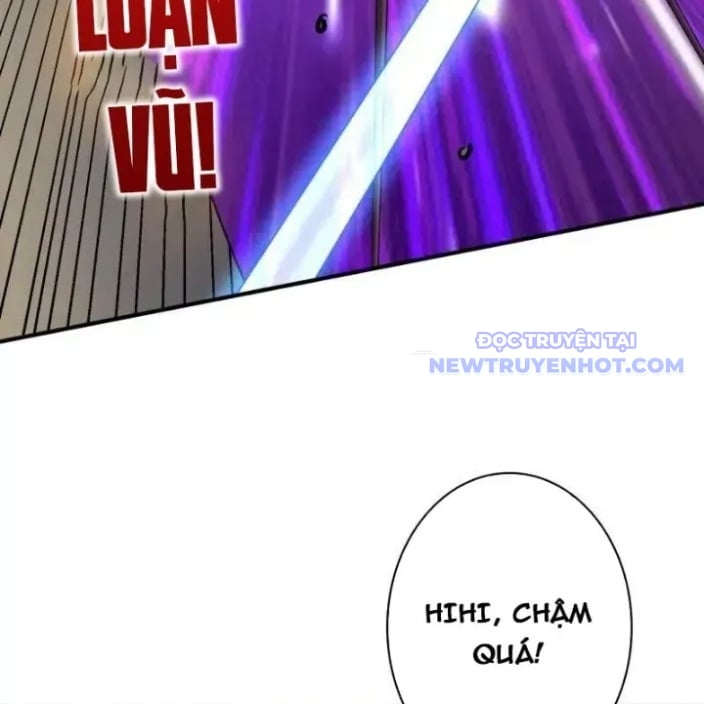 LOẠN
VŨ!
ĐỌC TRUYỆN TẠI
NEWTRUYENHOT.COM
HIHI, CHẬM
QUÁ!